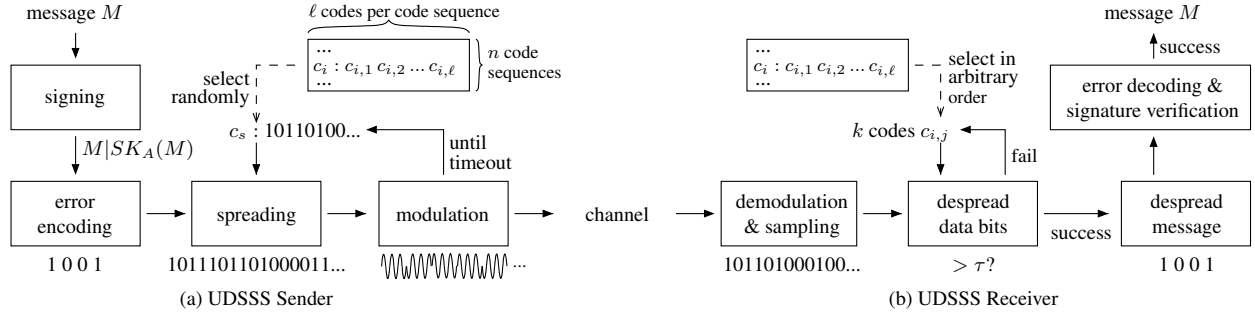 message M
signing
M|SK_A(M)
error
encoding
1 0 0 1
ℓ codes per code sequence
...
c_i : c_{i,1} c_{i,2} ... c_{i,ℓ}
...
n code
sequences
select
randomly
c_s : 10110100...
until
timeout
spreading
1011101101000011...
modulation
...
(a) UDSSS Sender
channel
demodulation
& sampling
101101000100...
...
c_i : c_{i,1} c_{i,2} ... c_{i,ℓ}
...
select in
arbitrary
order
k codes c_{i,j}
fail
despread
data bits
> τ?
success
despread
message
1 0 0 1
error decoding &
signature verification
success
message M
(b) UDSSS Receiver